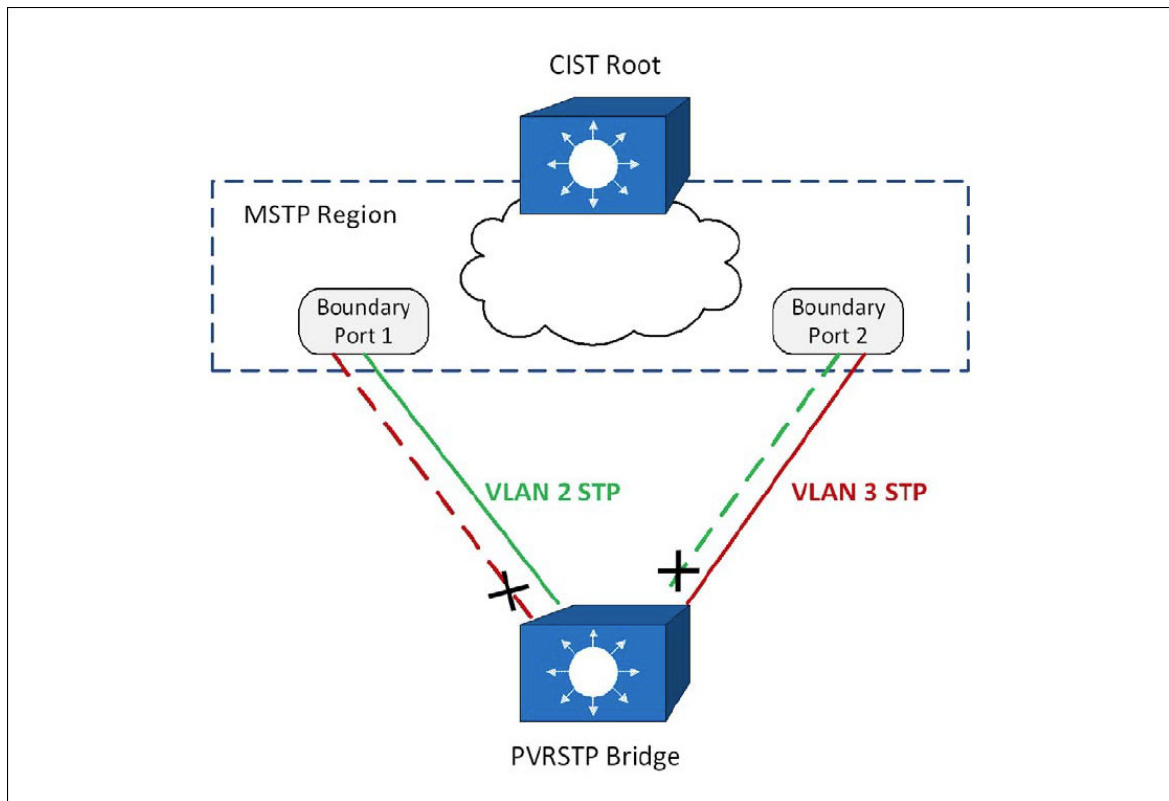 CIST Root
MSTP Region
Boundary
Port 1
Boundary
Port 2
VLAN 2 STP
VLAN 3 STP
PVRSTP Bridge